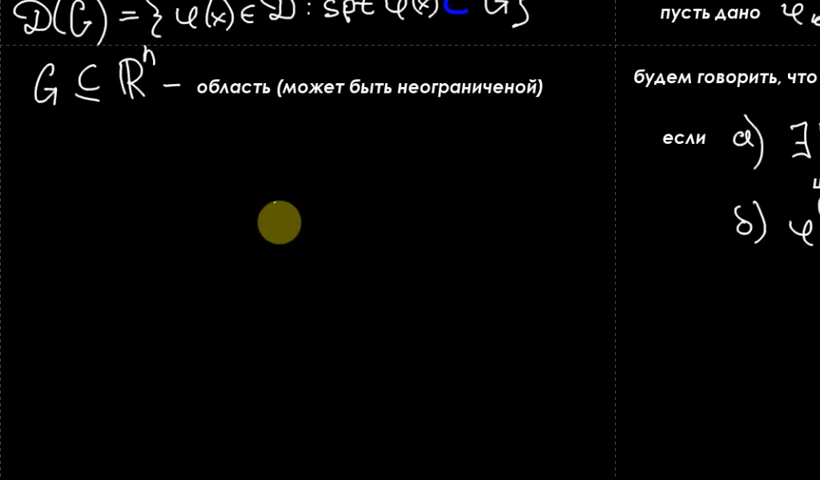 D(G) = { φ(x) ∈ D : spt φ(x) ⊂ G }
G ⊆ ℝⁿ — область (может быть неограниченой)
пусть дано φ
будем говорить, что
если а) ∃
б) φ